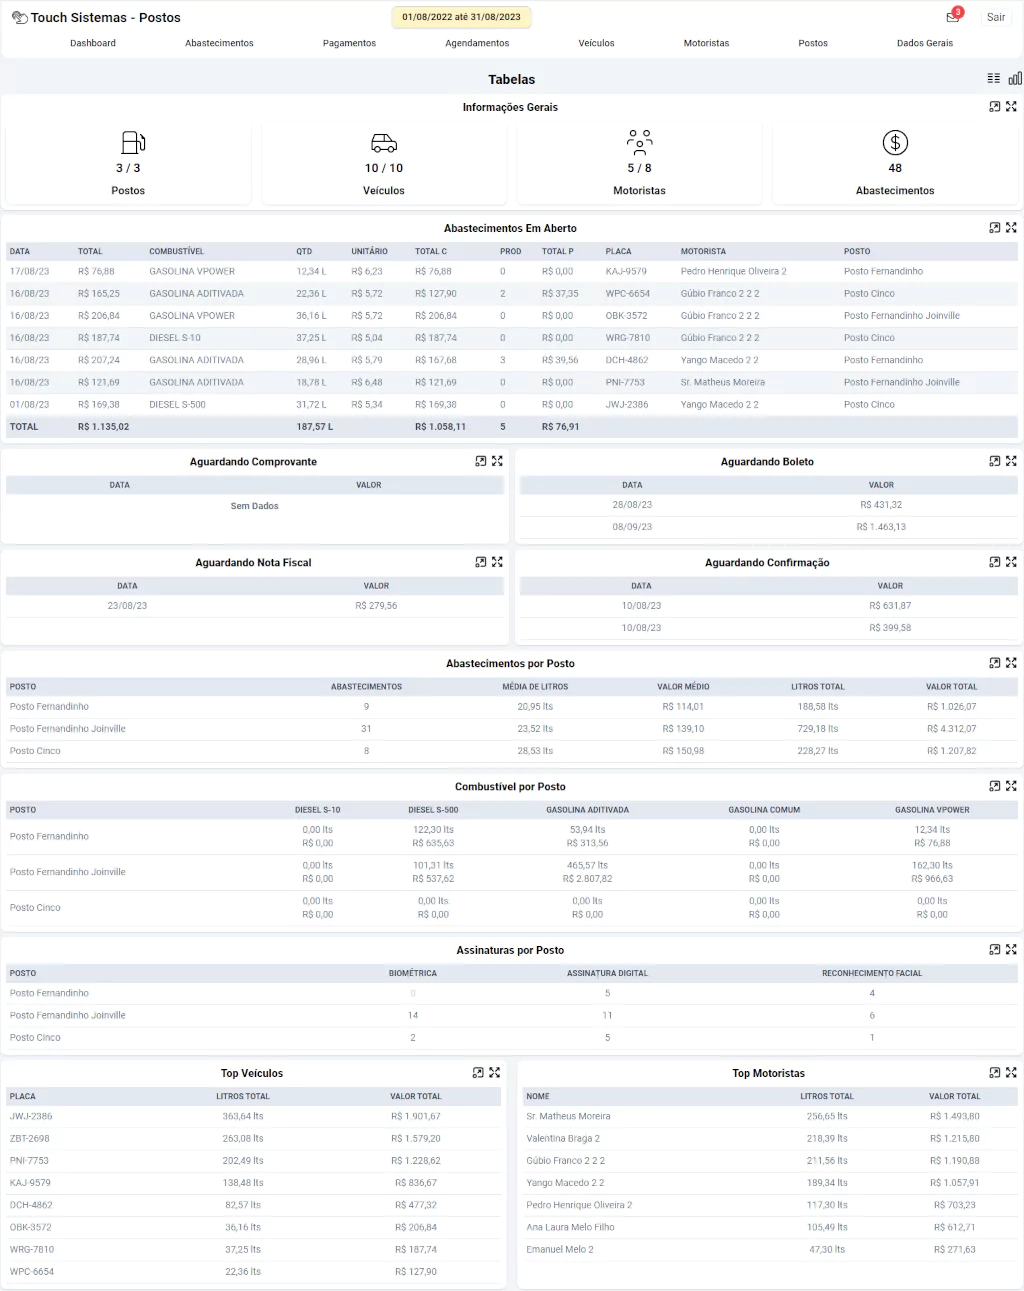 Touch Sistemas - Postos
01/08/2022 até 31/08/2023
3
Sair
Dashboard Abastecimentos Pagamentos Agendamentos Veículos Motoristas Postos Dados Gerais
Tabelas
Informações Gerais
3 / 3 10 / 10 5 / 8 48
Postos Veículos Motoristas Abastecimentos
Abastecimentos Em Aberto
DATA TOTAL COMBUSTÍVEL QTD UNITÁRIO TOTAL C PROD TOTAL P PLACA MOTORISTA POSTO
17/08/23 R$ 76,88 GASOLINA VPOWER 12,34 L R$ 6,23 R$ 76,88 0 R$ 0,00 KAJ-9579 Pedro Henrique Oliveira 2 Posto Fernandinho
16/08/23 R$ 165,25 GASOLINA ADITIVADA 22,36 L R$ 5,72 R$ 127,90 2 R$ 37,35 WPC-6654 Gúbio Franco 2 2 2 Posto Cinco
16/08/23 R$ 206,84 GASOLINA VPOWER 36,16 L R$ 5,72 R$ 206,84 0 R$ 0,00 OBK-3572 Gúbio Franco 2 2 2 Posto Fernandinho Joinville
16/08/23 R$ 187,74 DIESEL S-10 37,25 L R$ 5,04 R$ 187,74 0 R$ 0,00 WRG-7810 Gúbio Franco 2 2 2 Posto Cinco
16/08/23 R$ 207,24 GASOLINA ADITIVADA 28,96 L R$ 5,79 R$ 167,68 3 R$ 39,56 DCH-4862 Yango Macedo 2 2 Posto Fernandinho
16/08/23 R$ 121,69 GASOLINA ADITIVADA 18,78 L R$ 6,48 R$ 121,69 0 R$ 0,00 PNI-7753 Sr. Matheus Moreira Posto Fernandinho Joinville
01/08/23 R$ 169,38 DIESEL S-500 31,72 L R$ 5,34 R$ 169,38 0 R$ 0,00 JWJ-2386 Yango Macedo 2 2 Posto Cinco
TOTAL R$ 1.135,02 187,57 L R$ 1.058,11 5 R$ 76,91
Aguardando Comprovante
DATA VALOR
Sem Dados
Aguardando Boleto
DATA VALOR
28/08/23 R$ 431,32
08/09/23 R$ 1.463,13
Aguardando Nota Fiscal
DATA VALOR
23/08/23 R$ 279,56
Aguardando Confirmação
DATA VALOR
10/08/23 R$ 631,87
10/08/23 R$ 399,58
Abastecimentos por Posto
POSTO ABASTECIMENTOS MÉDIA DE LITROS VALOR MÉDIO LITROS TOTAL VALOR TOTAL
Posto Fernandinho 9 20,95 lts R$ 114,01 188,58 lts R$ 1.026,07
Posto Fernandinho Joinville 31 23,52 lts R$ 139,10 729,18 lts R$ 4.312,07
Posto Cinco 8 28,53 lts R$ 150,98 228,27 lts R$ 1.207,82
Combustível por Posto
POSTO DIESEL S-10 DIESEL S-500 GASOLINA ADITIVADA GASOLINA COMUM GASOLINA VPOWER
0,00 lts 122,30 lts 53,94 lts 0,00 lts 12,34 lts
Posto Fernandinho
R$ 0,00 R$ 635,63 R$ 313,56 R$ 0,00 R$ 76,88
0,00 lts 101,31 lts 465,57 lts 0,00 lts 162,30 lts
Posto Fernandinho Joinville
R$ 0,00 R$ 537,62 R$ 2.807,82 R$ 0,00 R$ 966,63
0,00 lts 0,00 lts 0,00 lts 0,00 lts 0,00 lts
Posto Cinco
R$ 0,00 R$ 0,00 R$ 0,00 R$ 0,00 R$ 0,00
Assinaturas por Posto
POSTO BIOMÉTRICA ASSINATURA DIGITAL RECONHECIMENTO FACIAL
Posto Fernandinho 0 5 4
Posto Fernandinho Joinville 14 11 6
Posto Cinco 2 5 1
Top Veículos
PLACA LITROS TOTAL VALOR TOTAL
JWJ-2386 363,64 lts R$ 1.901,67
ZBT-2698 263,08 lts R$ 1.579,20
PNI-7753 202,49 lts R$ 1.228,62
KAJ-9579 138,48 lts R$ 836,67
DCH-4862 82,57 lts R$ 477,32
OBK-3572 36,16 lts R$ 206,84
WRG-7810 37,25 lts R$ 187,74
WPC-6654 22,36 lts R$ 127,90
Top Motoristas
NOME LITROS TOTAL VALOR TOTAL
Sr. Matheus Moreira 256,65 lts R$ 1.493,80
Valentina Braga 2 218,39 lts R$ 1.215,80
Gúbio Franco 2 2 2 211,56 lts R$ 1.190,88
Yango Macedo 2 2 189,34 lts R$ 1.057,91
Pedro Henrique Oliveira 2 117,30 lts R$ 703,23
Ana Laura Melo Filho 105,49 lts R$ 612,71
Emanuel Melo 2 47,30 lts R$ 271,63